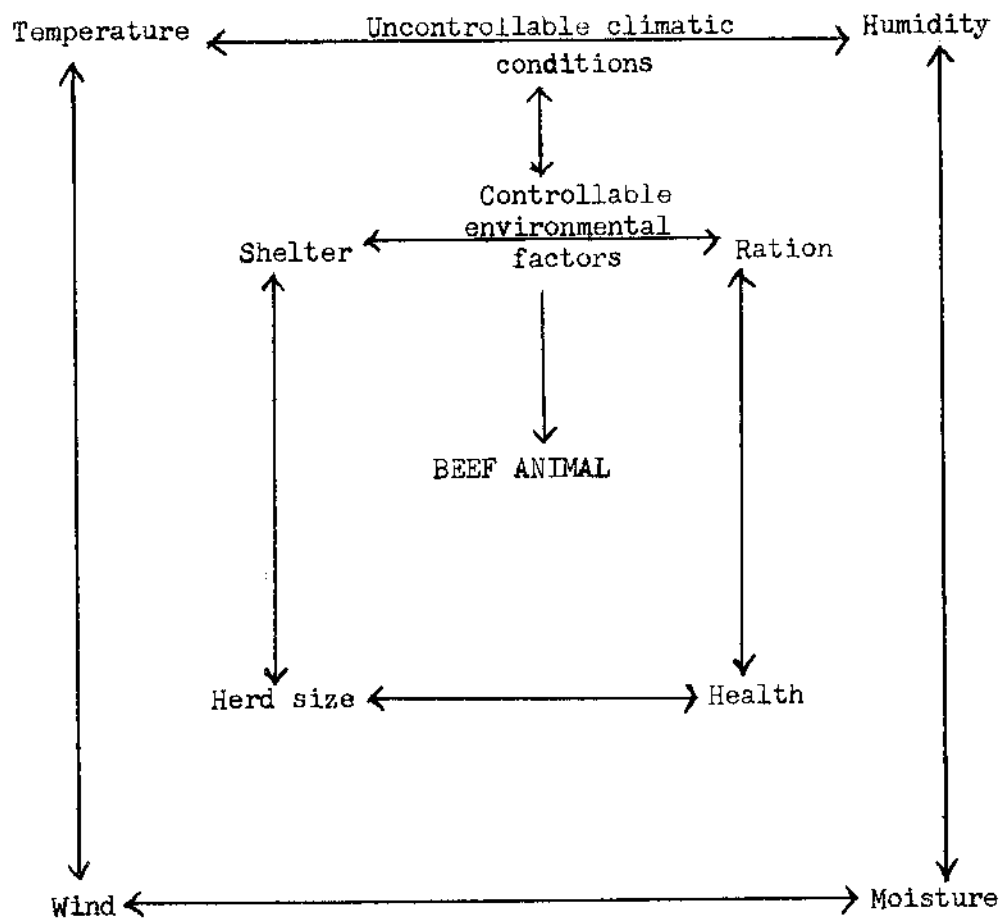 Temperature Uncontrollable climatic Humidity
conditions
Controllable
environmental
Shelter factors Ration
BEEF ANIMAL
Herd size Health
Wind Moisture